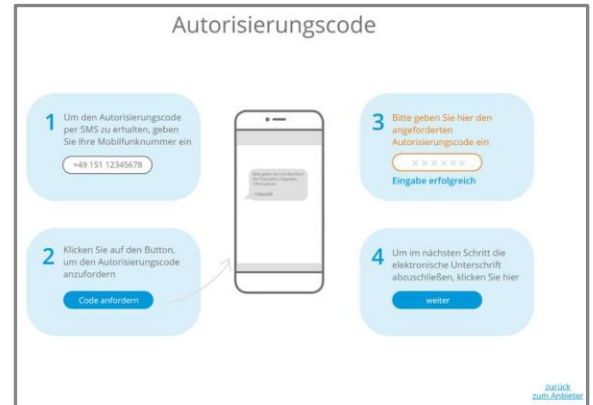 Autorisierungscode
1
Um den Autorisierungscode
per SMS zu erhalten, geben
Sie Ihre Mobilfunknummer ein
+49 151 12345678
2
Klicken Sie auf den Button,
um den Autorisierungscode
anzufordern
Code anfordern
3
Bitte geben Sie hier den
angeforderten
Autorisierungscode ein
××××××
Eingabe erfolgreich
4
Um im nächsten Schritt die
elektronische Unterschrift
abzuschließen, klicken Sie hier
weiter
zurück
zum Anbieter